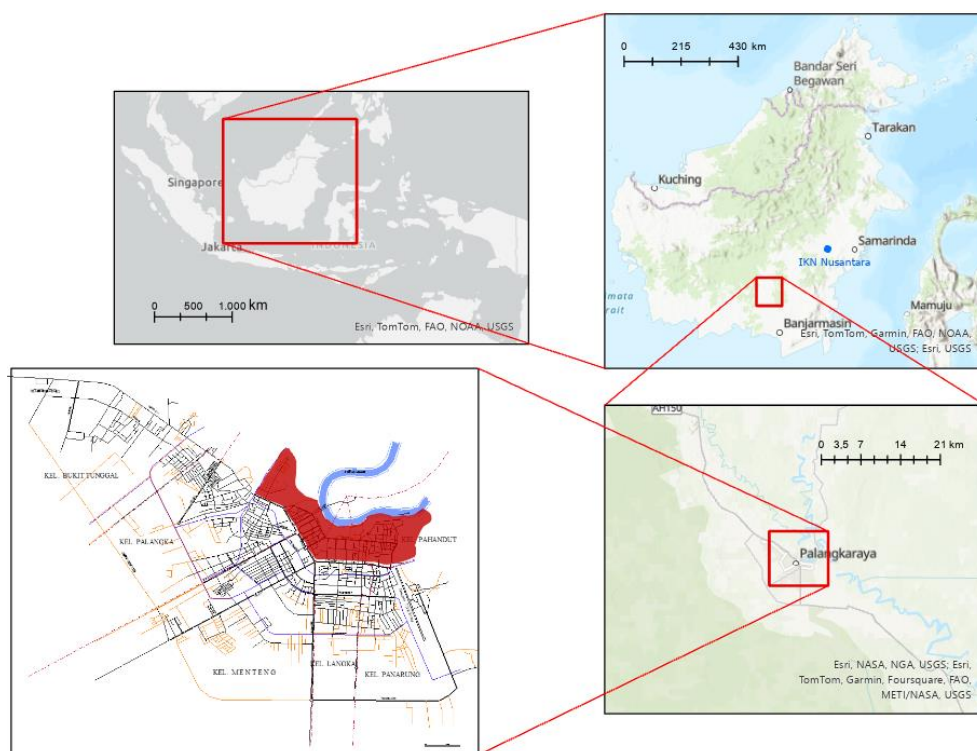 Singapore
Jakarta
INDONESIA
0 500 1.000 km
Esri, TomTom, FAO, NOAA, USGS
0 215 430 km
Bandar Seri
Begawan
Tarakan
Kuching
Samarinda
IKN Nusantara
Mamuju
Banjarmasin
Esri, TomTom, Garmin, FAO, NOAA,
USGS; Esri, USGS
KEL. BUKIT TUNGGAL
KEL. PALANGKA
KEL. PAHANDUT
KEL. MENTENG
KEL. LANGKAI
KEL. PANARUNG
AH150
0 3,5 7 14 21 km
Palangkaraya
Esri, NASA, NGA, USGS; Esri,
TomTom, Garmin, Foursquare, FAO,
METI/NASA, USGS